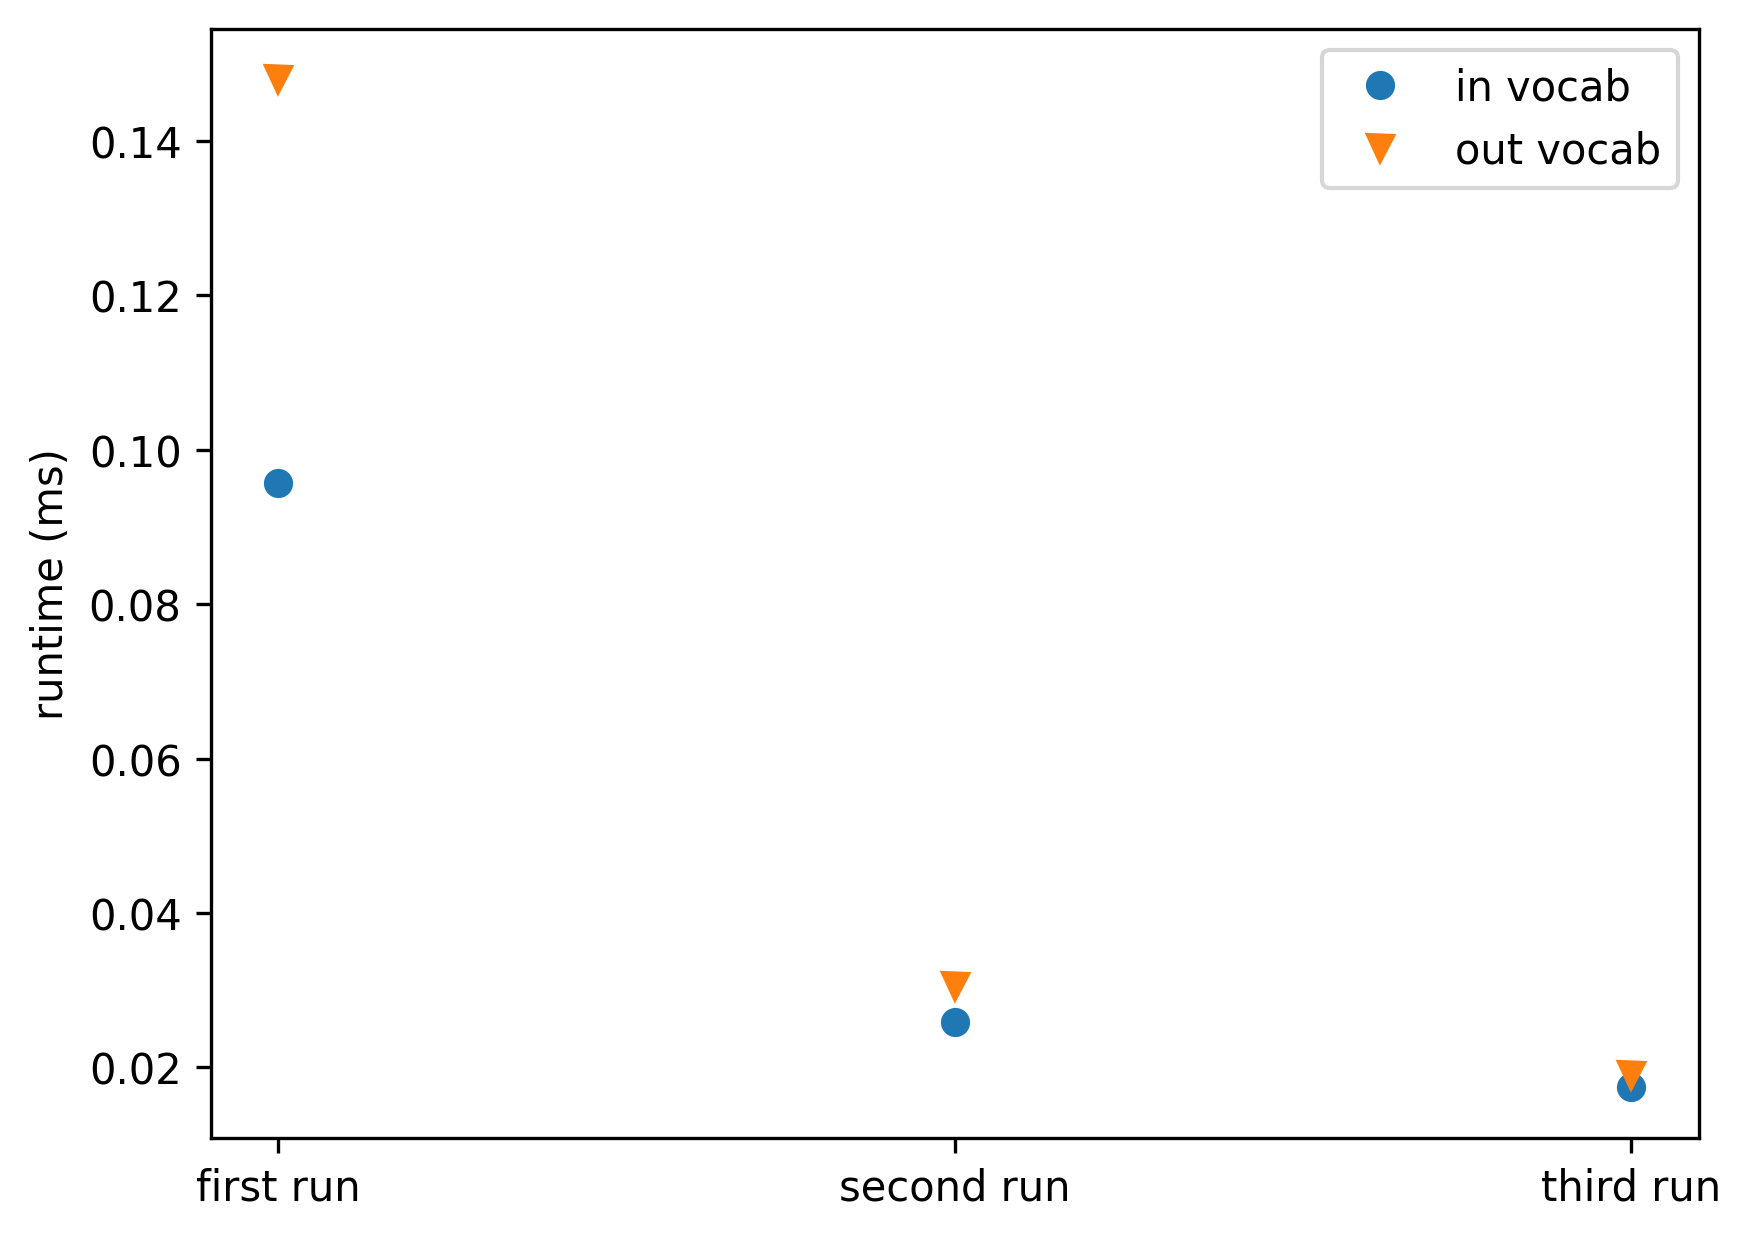 in vocab
out vocab
0.14
0.12
0.10
0.08
0.06
0.04
0.02
runtime (ms)
first run
second run
third run